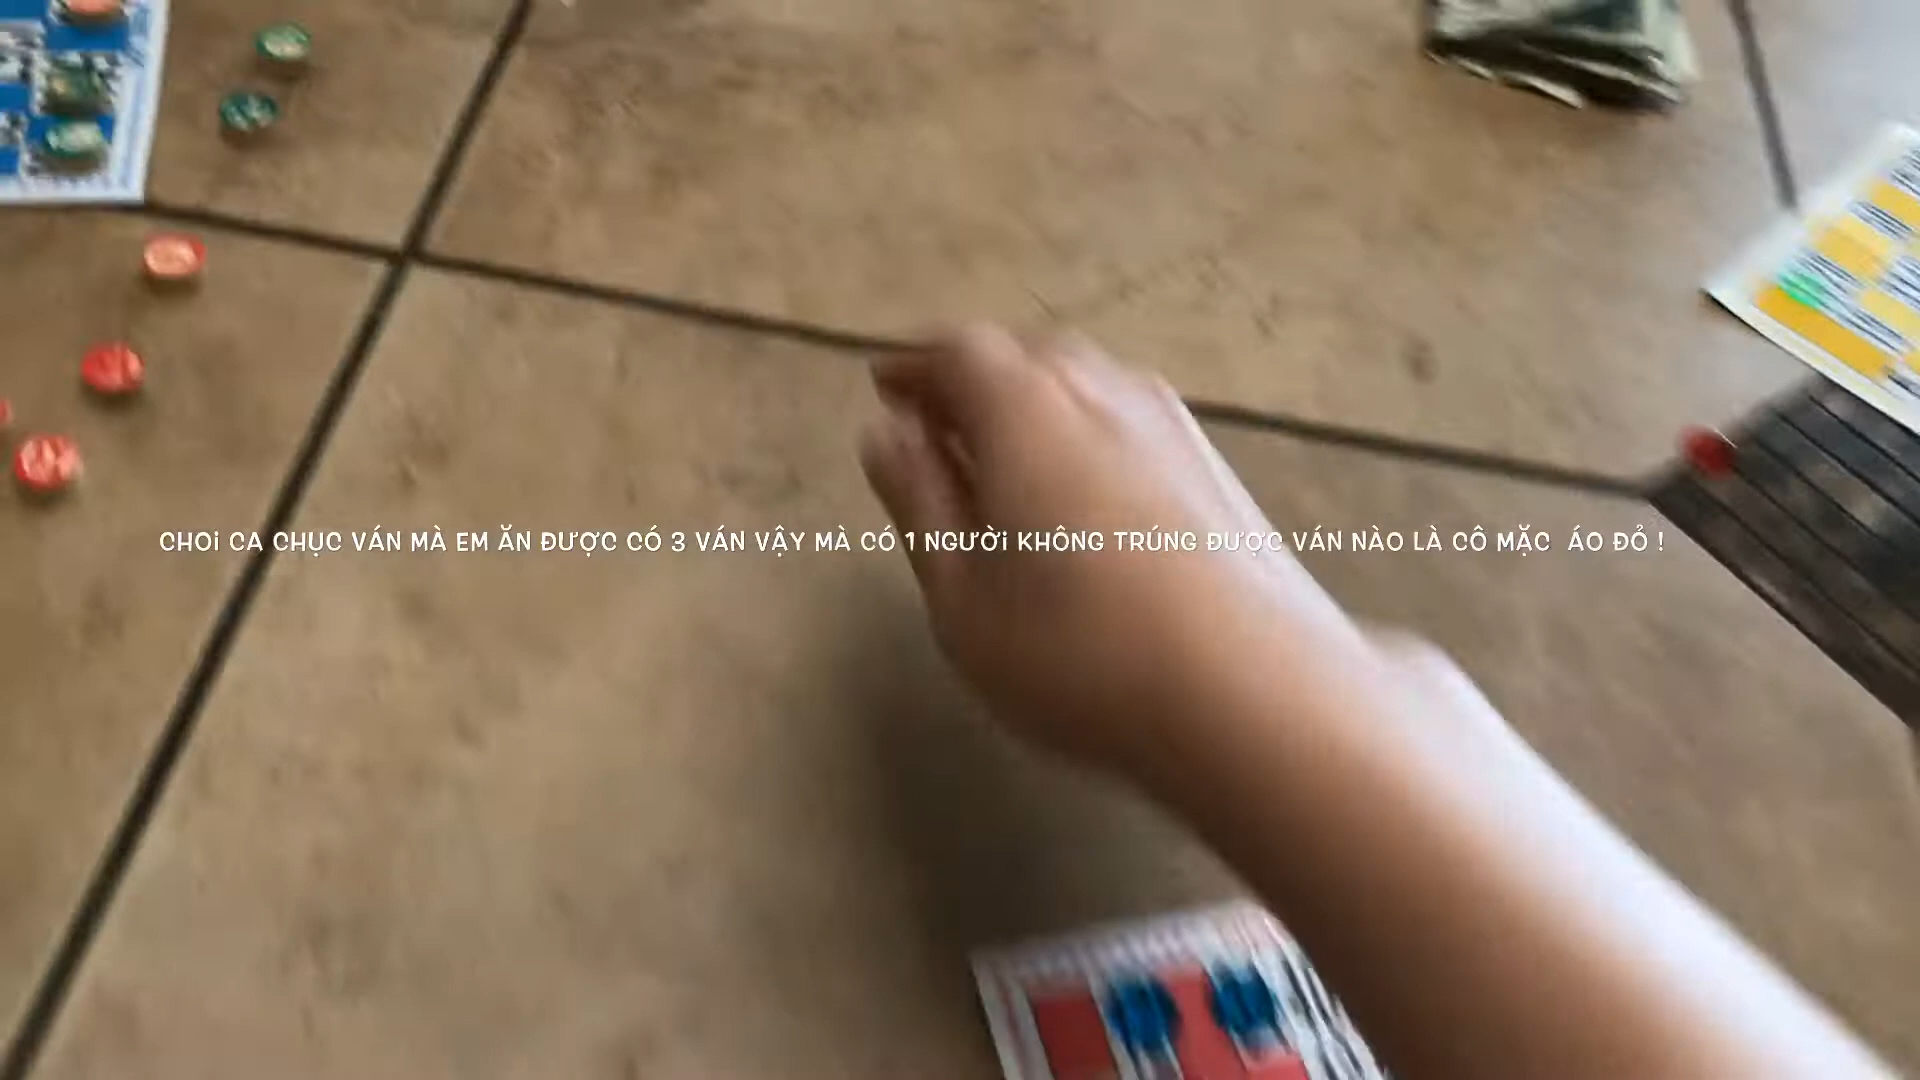 CHƠi CA CHỤC VÁN MÀ EM ĂN ĐƯỢC CÓ 3 VÁN VẬY MÀ CÓ 1 NGƯỜi KHÔNG TRÚNG ĐƯỢC VÁN NÀO LÀ CÔ MẶC ÁO ĐỎ !